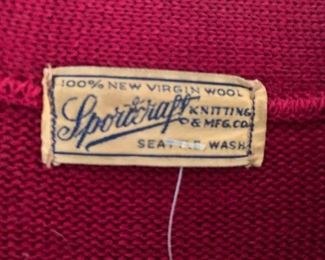 100% NEW VIRGIN WOOL
Sportcraft KNITTING
& MFG. CO.
SEATTLE WASH